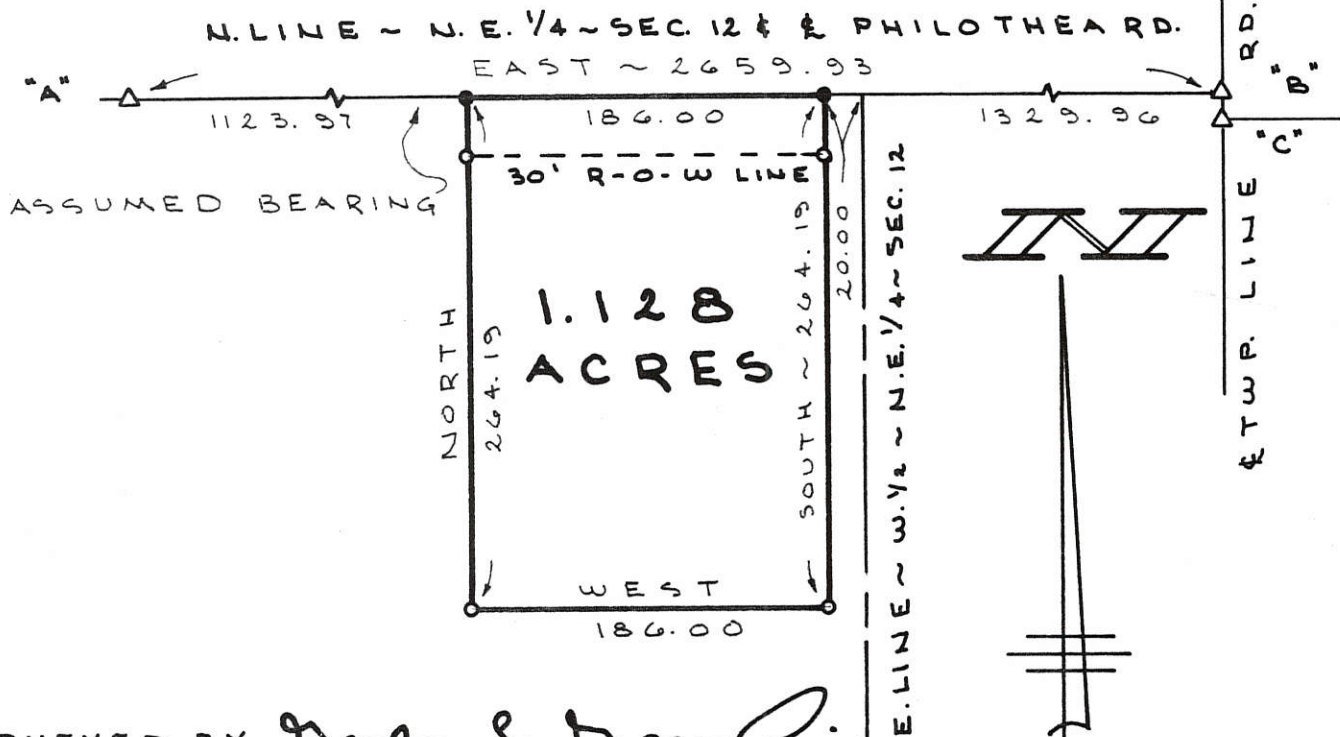 N. LINE ~ N. E. 1/4 ~ SEC. 12 & ℄ PHILOTHEA RD.
EAST ~ 2659.93
"A"
"B"
RD.
1123.97
186.00
1329.96
"C"
30' R-O-W LINE
ASSUMED BEARING
NORTH
264.19
1.128
ACRES
SOUTH ~ 264.19
20.00
E. LINE ~ W. 1/2 ~ N.E. 1/4 ~ SEC. 12
N
℄ TWP. LINE
WEST
186.00
BY